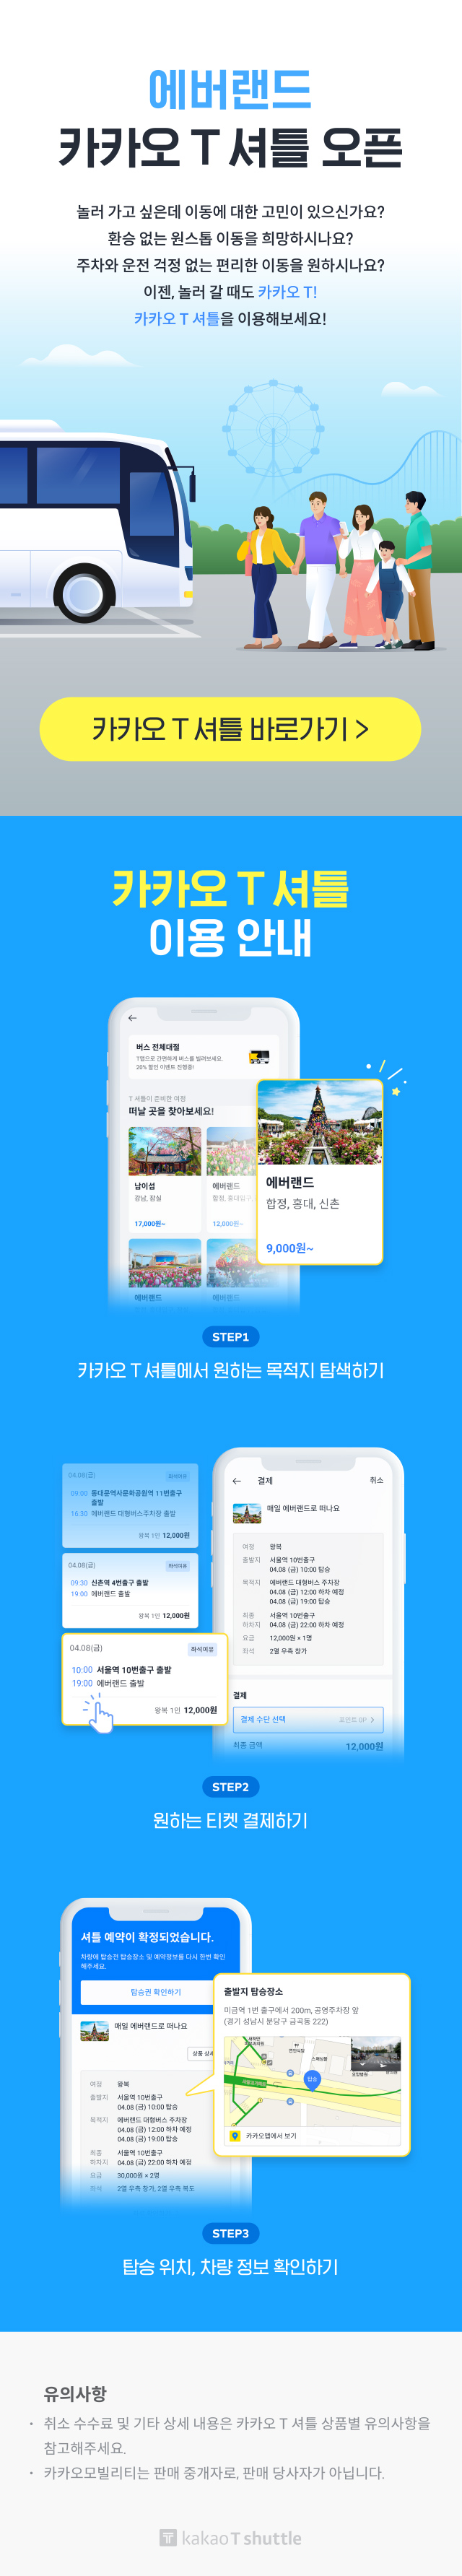 에버랜드
카카오 T 셔틀 오픈
놀러 가고 싶은데 이동에 대한 고민이 있으신가요?
환승 없는 원스톱 이동을 희망하시나요?
주차와 운전 걱정 없는 편리한 이동을 원하시나요?
이젠, 놀러 갈 때도 카카오 T!
카카오 T 셔틀을 이용해보세요!
카카오 T 셔틀 바로가기 >
카카오 T 셔틀
이용 안내
버스 전체대절
T앱으로 간편하게 버스를 빌려보세요.
20% 할인 이벤트 진행중!
T 셔틀이 준비한 여정
떠날 곳을 찾아보세요!
남이섬
강남, 잠실
17,000원~
에버랜드
합정, 홍대입구,
12,000원~
에버랜드
에버랜드
에버랜드
합정, 홍대, 신촌
9,000원~
STEP1
카카오 T 셔틀에서 원하는 목적지 탐색하기
04.08(금)
좌석여유
09:00 동대문역사문화공원역 11번출구
출발
16:30 에버랜드 대형버스주차장 출발
왕복 1인 12,000원
04.08(금)
좌석여유
09:30 신촌역 4번출구 출발
19:00 에버랜드 출발
왕복 1인 12,000원
04.08(금)
좌석여유
10:00 서울역 10번출구 출발
19:00 에버랜드 출발
왕복 1인 12,000원
결제
취소
매일 에버랜드로 떠나요
여정 왕복
출발지 서울역 10번출구
04.08 (금) 10:00 탑승
목적지 에버랜드 대형버스 주차장
04.08 (금) 12:00 하차 예정
04.08 (금) 19:00 탑승
최종 서울역 10번출구
하차지 04.08 (금) 22:00 하차 예정
요금 12,000원 × 1명
좌석 2열 우측 창가
결제
결제 수단 선택
포인트 0P >
최종 금액 12,000원
STEP2
원하는 티켓 결제하기
셔틀 예약이 확정되었습니다.
차량에 탑승전 탑승장소 및 예약정보를 다시 한번 확인
해주세요.
탑승권 확인하기
매일 에버랜드로 떠나요
상품 상세
여정 왕복
출발지 서울역 10번출구
04.08 (금) 10:00 탑승
목적지 에버랜드 대형버스 주차장
04.08 (금) 12:00 하차 예정
04.08 (금) 19:00 탑승
최종 서울역 10번출구
하차지 04.08 (금) 22:00 하차 예정
요금 30,000원 × 2명
좌석 2열 우측 창가, 2열 우측 복도
출발지 탑승장소
미금역 1번 출구에서 200m, 공영주차장 앞
(경기 성남시 분당구 금곡동 222)
탑승
카카오맵에서 보기
STEP3
탑승 위치, 차량 정보 확인하기
유의사항
• 취소 수수료 및 기타 상세 내용은 카카오 T 셔틀 상품별 유의사항을
참고해주세요.
• 카카오모빌리티는 판매 중개자로, 판매 당사자가 아닙니다.
T kakao T shuttle